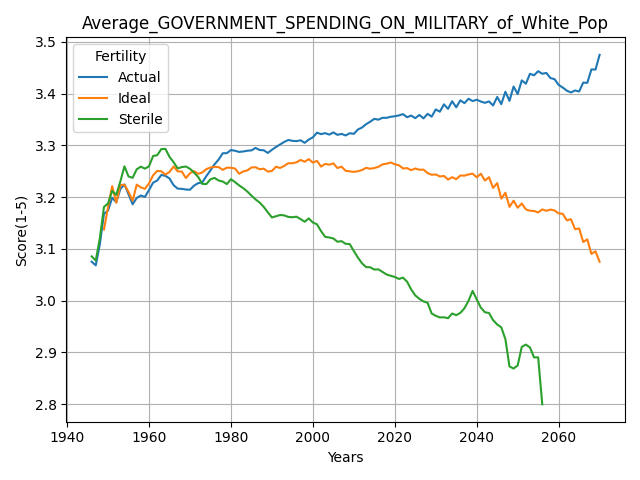 Average_GOVERNMENT_SPENDING_ON_MILITARY_of_White_Pop
3.5
3.4
3.3
3.2
3.1
3.0
2.9
2.8
Score(1-5)
Fertility
Actual
Ideal
Sterile
1940 1960 1980 2000 2020 2040 2060
Years